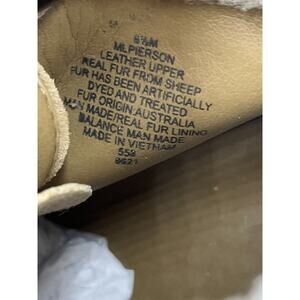 8½M
MLPIERSON
LEATHER UPPER
REAL FUR FROM SHEEP
FUR HAS BEEN ARTIFICIALLY
DYED AND TREATED
FUR ORIGIN:AUSTRALIA
MAN MADE/REAL FUR LINING
BALANCE MAN MADE
MADE IN VIETNAM
558
8621